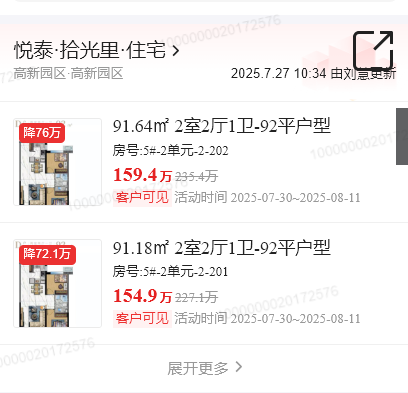 悦泰·拾光里·住宅
高新园区·高新园区
2025.7.27 10:34 由刘慧更新
降76万
91.64㎡ 2室2厅1卫-92平户型
房号:5#-2单元-2-202
159.4万 235.4万
客户可见 活动时间 2025-07-30~2025-08-11
降72.1万
91.18㎡ 2室2厅1卫-92平户型
房号:5#-2单元-2-201
154.9万 227.1万
客户可见 活动时间 2025-07-30~2025-08-11
展开更多
1000000020172576
1000000020172576
1000000020172576
1000000020172576
00000020172576